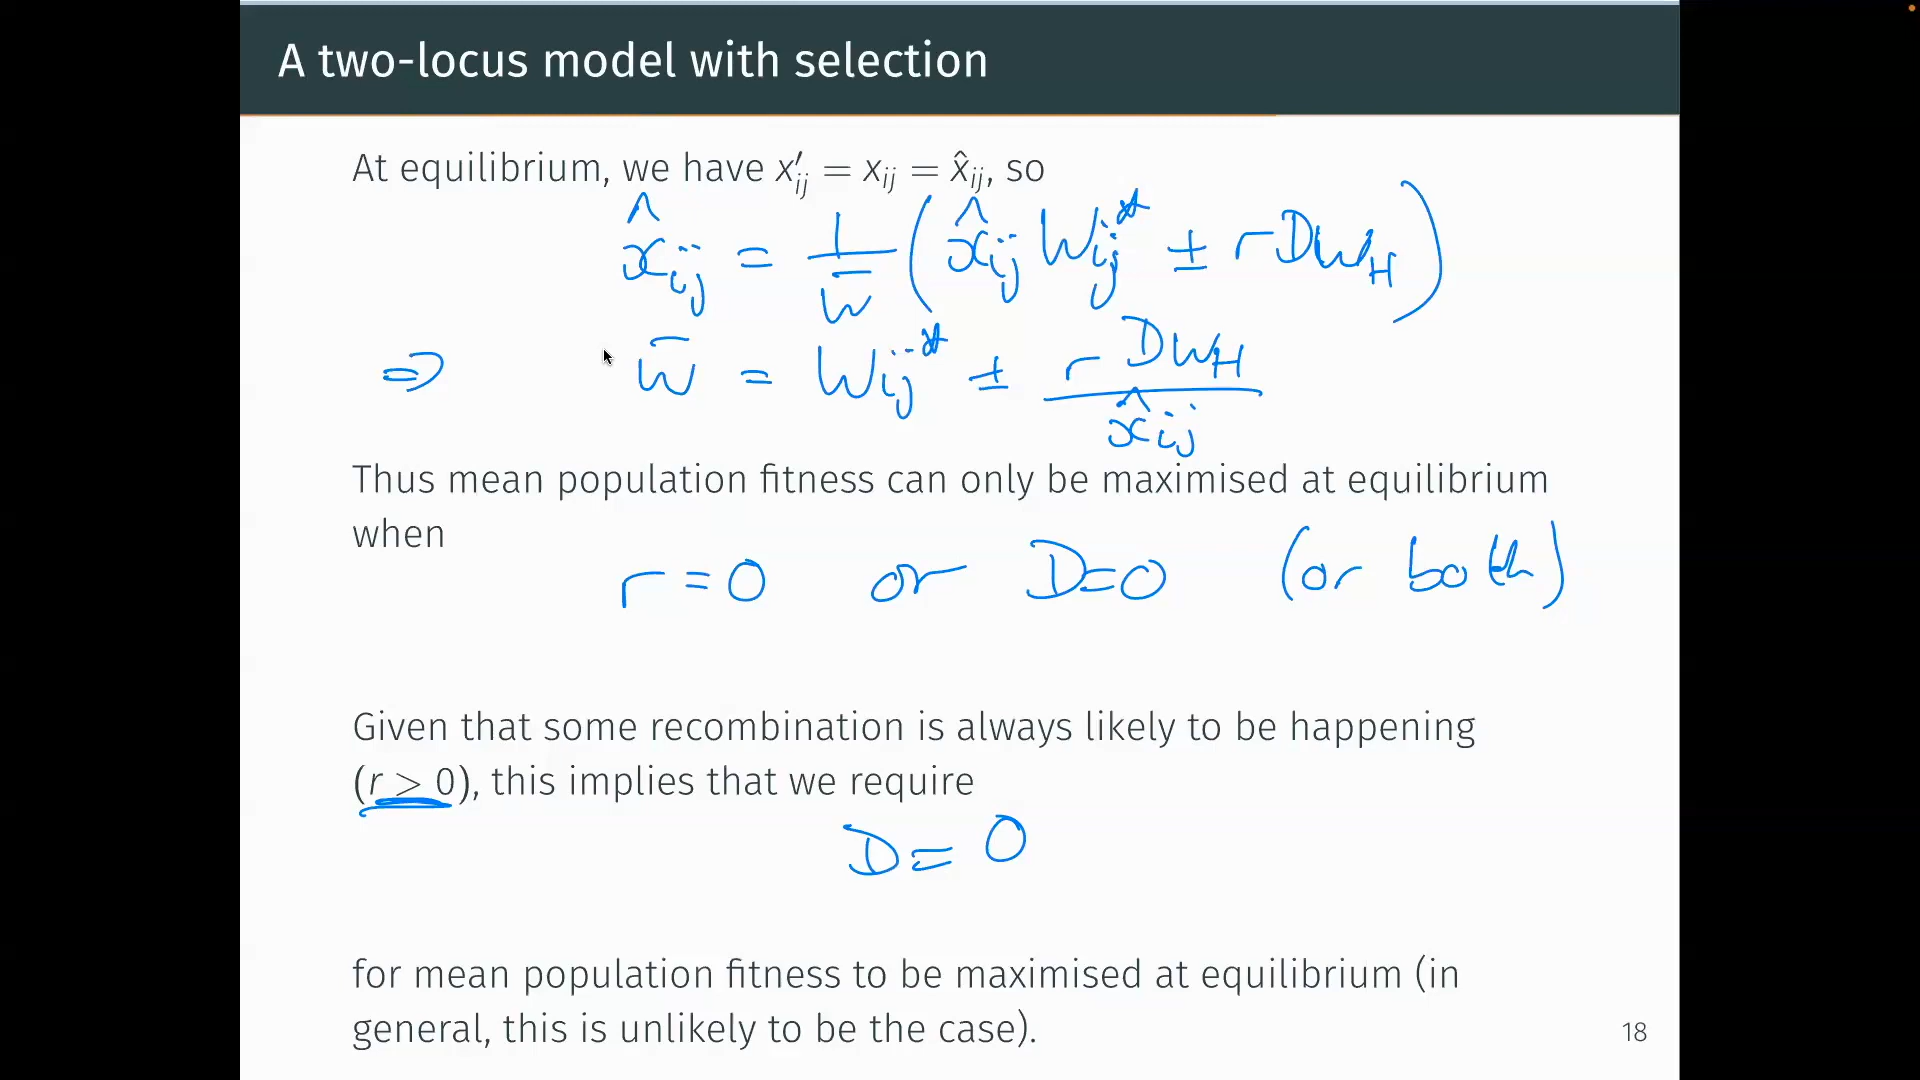 A two-locus model with selection
At equilibrium, we have x′ij = xij = x̂ij, so
x̂ij = 1/w̄ (x̂ij Wij* ± rDwH)
⇒ w̄ = Wij* ± rDwH/x̂ij
Thus mean population fitness can only be maximised at equilibrium
when
r=0 or D=0 (or both)
Given that some recombination is always likely to be happening
(r > 0), this implies that we require
D=0
for mean population fitness to be maximised at equilibrium (in
general, this is unlikely to be the case).
18